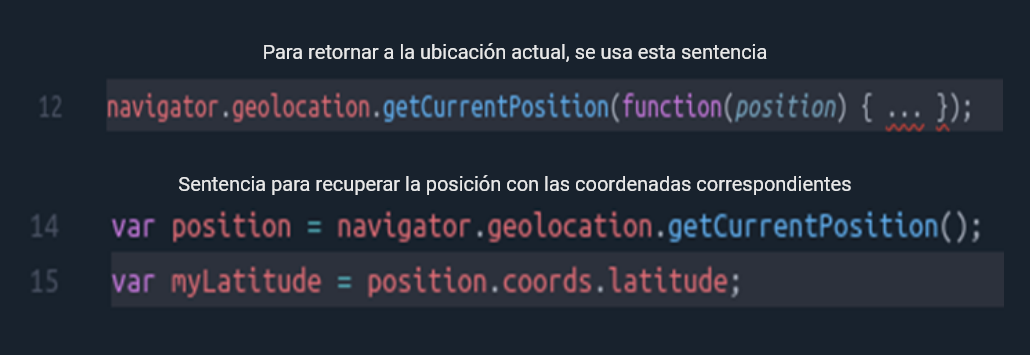 Para retornar a la ubicación actual, se usa esta sentencia
12 navigator.geolocation.getCurrentPosition(function(position) { ... });
Sentencia para recuperar la posición con las coordenadas correspondientes
14 var position = navigator.geolocation.getCurrentPosition();
15 var myLatitude = position.coords.latitude;